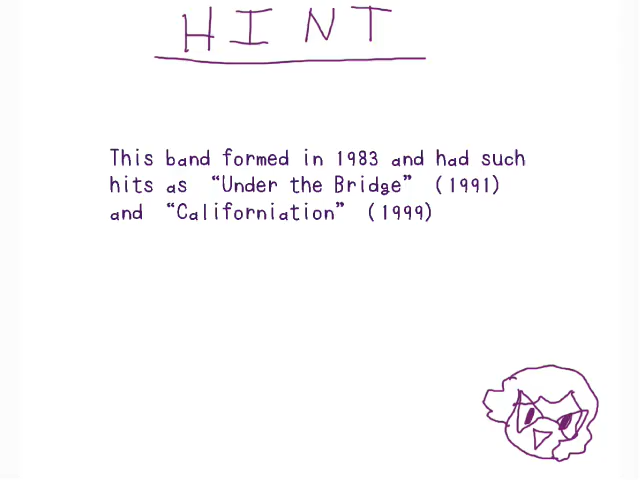 HINT
This band formed in 1983 and had such
hits as “Under the Bridge” (1991)
and “Californiation” (1999)